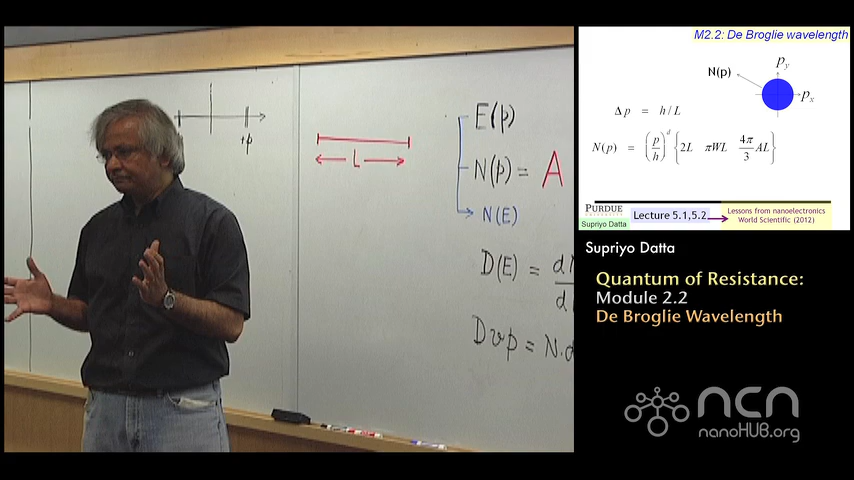 +p
L
E(p)
N(p) = A
N(E)
D(E) =
Dvp = N.d
M2.2: De Broglie wavelength
N(p)
p_y
p_x
Δp = h/L
N(p) = (p/h)^d {2L πWL 4π/3 AL}
PURDUE
UNIVERSITY
Supriyo Datta
Lecture 5.1,5.2
Lessons from nanoelectronics
World Scientific (2012)
Supriyo Datta
Quantum of Resistance:
Module 2.2
De Broglie Wavelength
ncn
nanoHUB.org